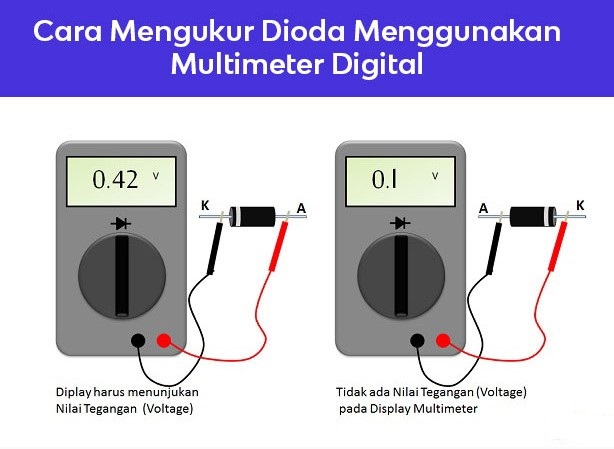 Cara Mengukur Dioda Menggunakan
Multimeter Digital
0.42 V
K
A
Diplay harus menunjukan
Nilai Tegangan (Voltage)
0.l V
A
K
Tidak ada Nilai Tegangan (Voltage)
pada Display Multimeter